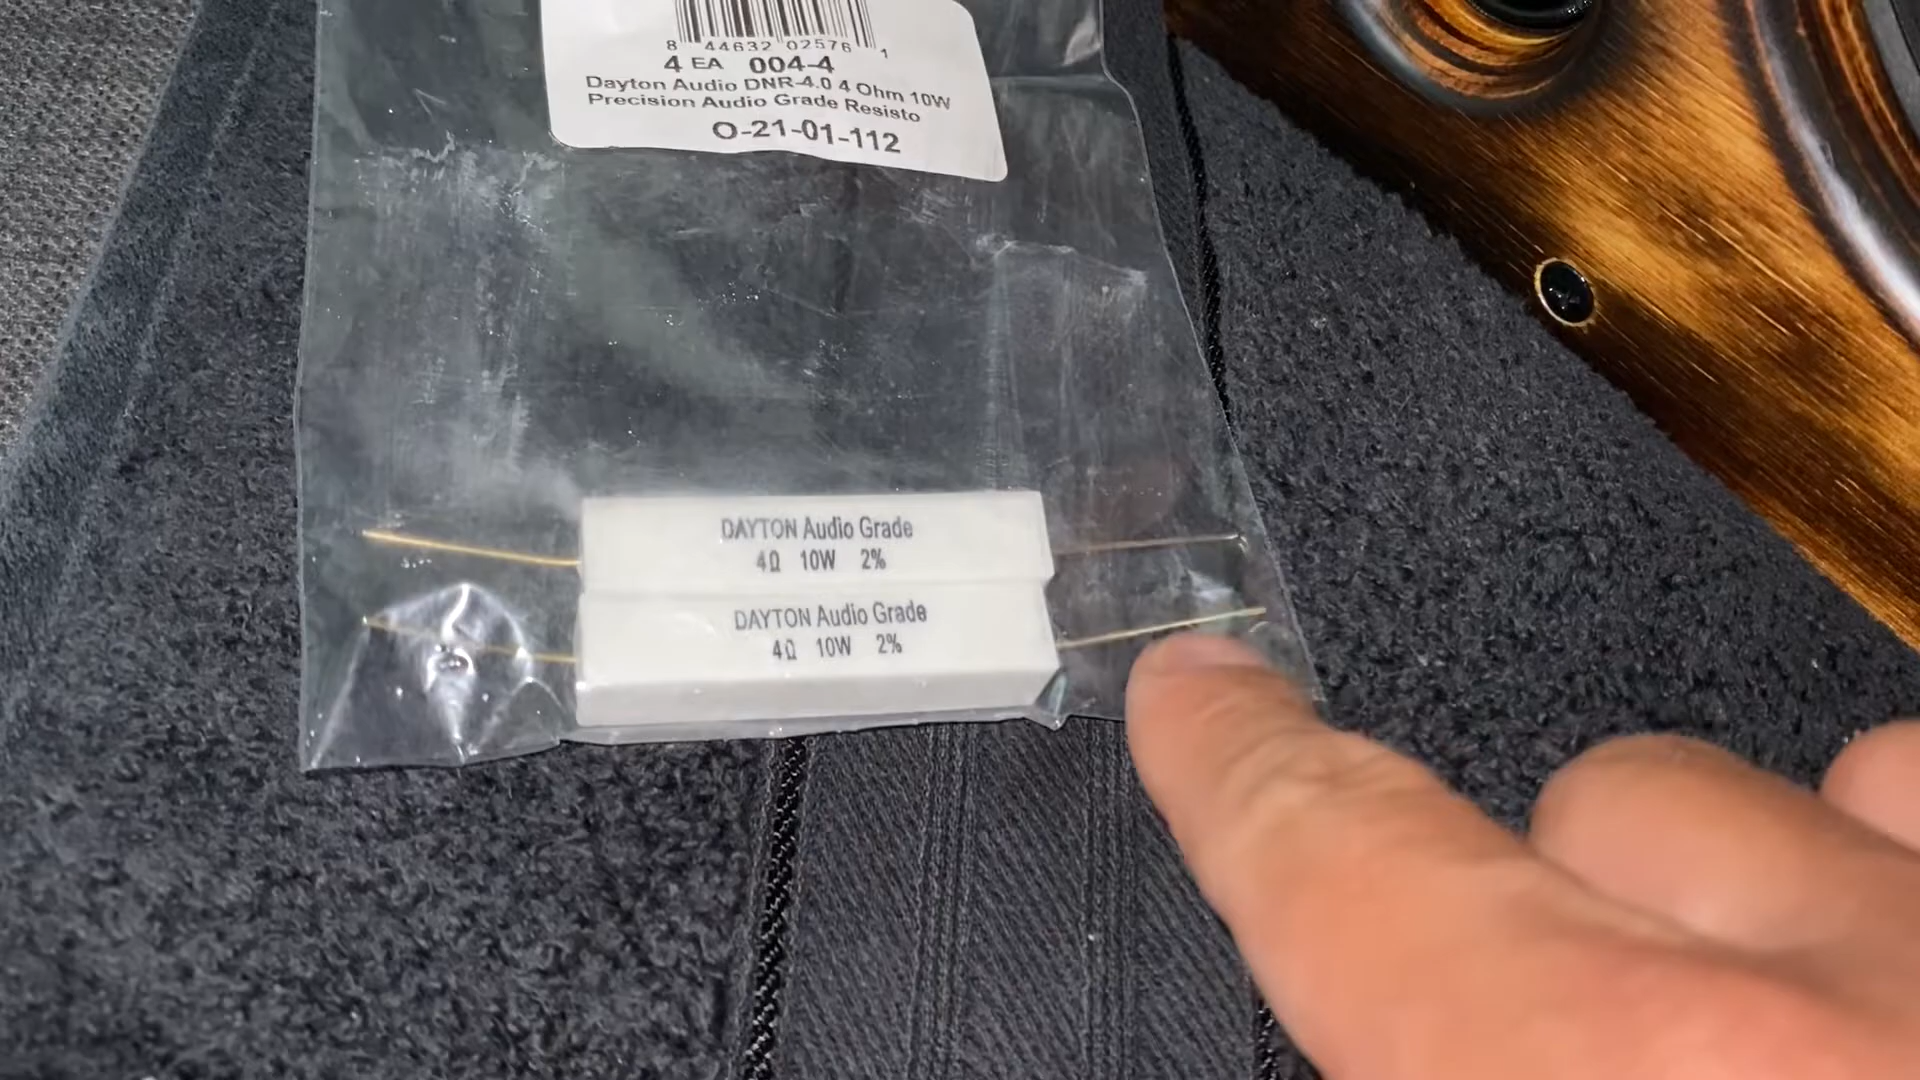 8 44632 02576 1
4 EA 004-4
Dayton Audio DNR-4.0 4 Ohm 10W
Precision Audio Grade Resisto
O-21-01-112
DAYTON Audio Grade
4Ω 10W 2%
DAYTON Audio Grade
4Ω 10W 2%